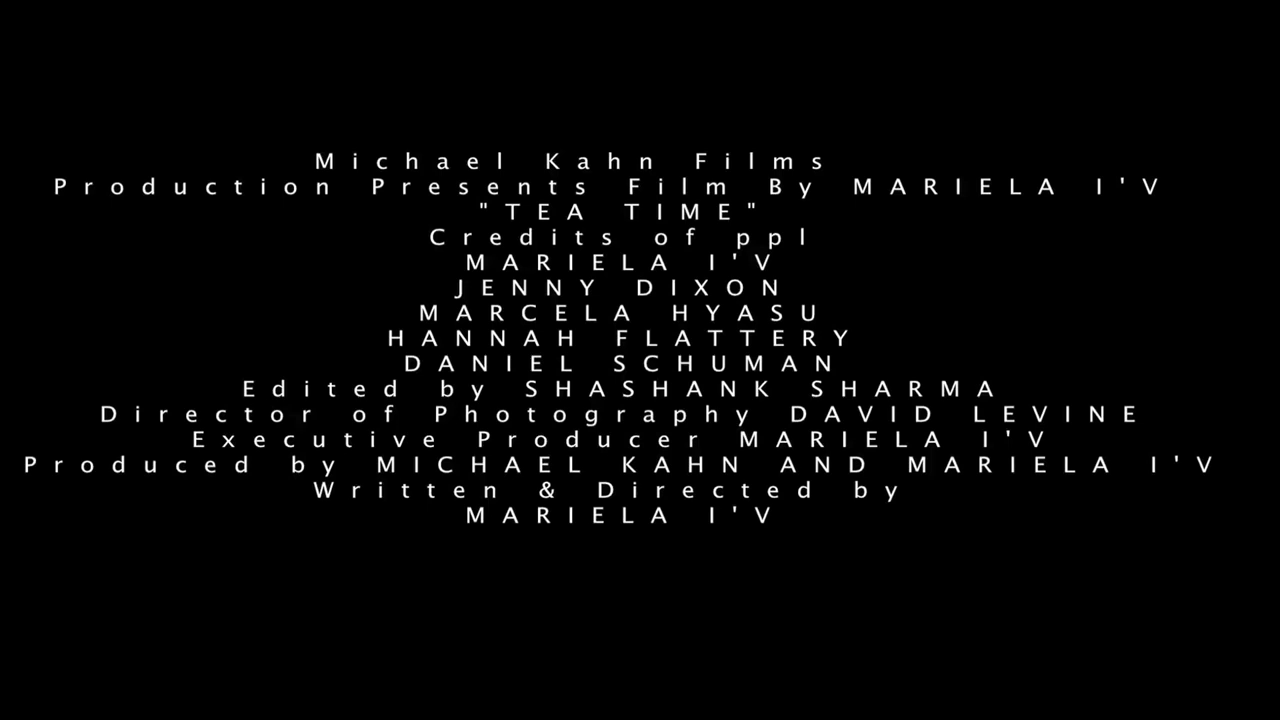 Michael Kahn Films
Production Presents Film By MARIELA I'V
"TEA TIME"
Credits of ppl
MARIELA I'V
JENNY DIXON
MARCELA HYASU
HANNAH FLATTERY
DANIEL SCHUMAN
Edited by SHASHANK SHARMA
Director of Photography DAVID LEVINE
Executive Producer MARIELA I'V
Produced by MICHAEL KAHN AND MARIELA I'V
Written & Directed by
MARIELA I'V